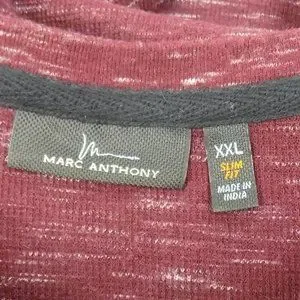 MARC ANTHONY
XXL
SLIM
FIT
MADE IN
INDIA